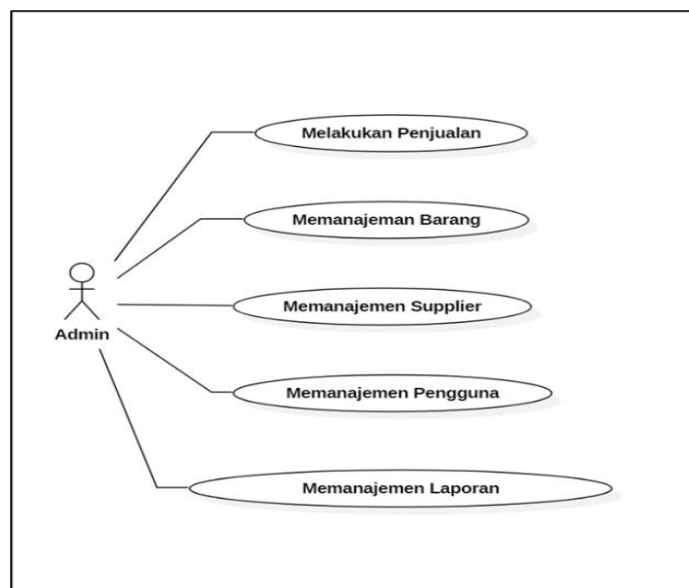 Melakukan Penjualan
Memanajeman Barang
Memanajemen Supplier
Admin
Memanajemen Pengguna
Memanajemen Laporan